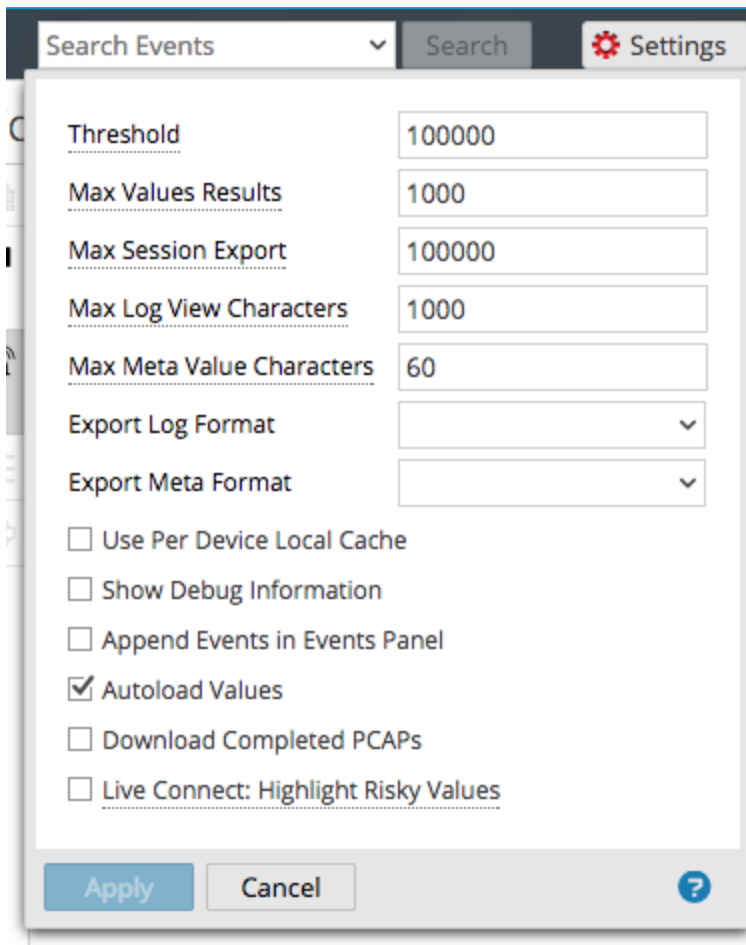 Search Events Search Settings
Threshold 100000
Max Values Results 1000
Max Session Export 100000
Max Log View Characters 1000
Max Meta Value Characters 60
Export Log Format
Export Meta Format
Use Per Device Local Cache
Show Debug Information
Append Events in Events Panel
Autoload Values
Download Completed PCAPs
Live Connect: Highlight Risky Values
Apply Cancel ?